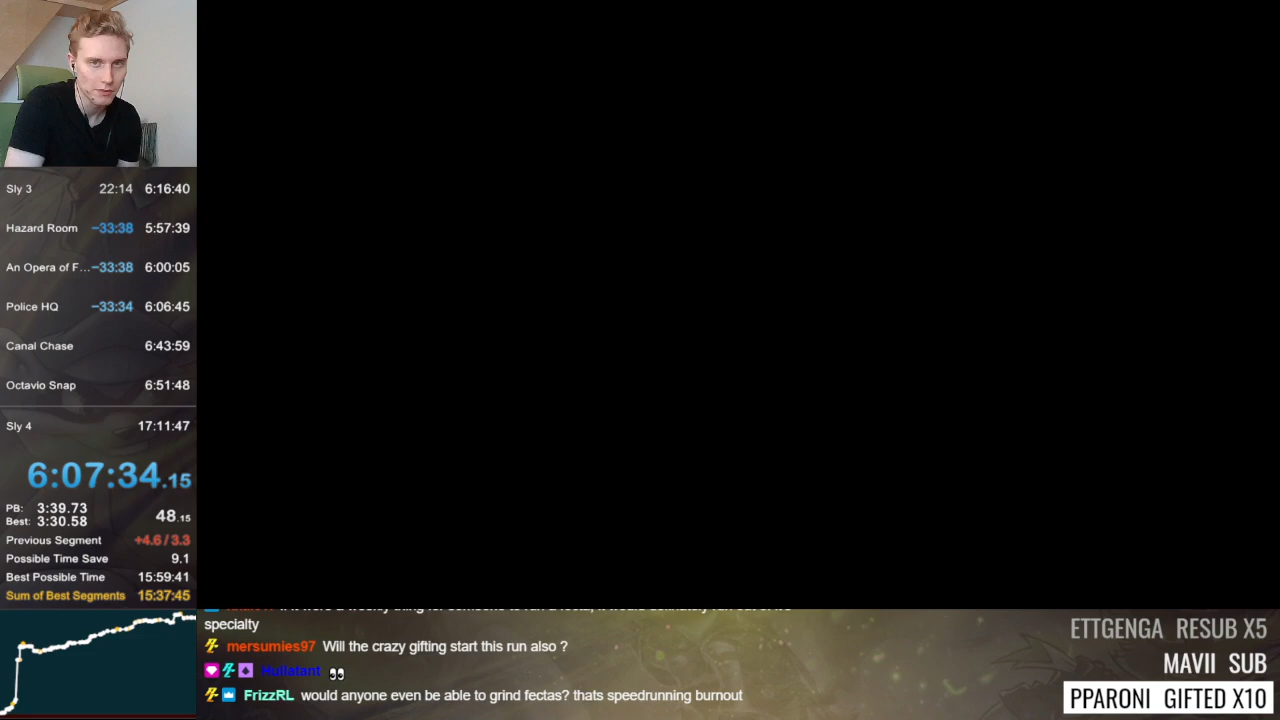 Sly 3 22:14 6:16:40
Hazard Room −33:38 5:57:39
An Opera of F... −33:38 6:00:05
Police HQ −33:34 6:06:45
Canal Chase 6:43:59
Octavio Snap 6:51:48
Sly 4 17:11:47
6:07:34.15
PB: 3:39.73
Best: 3:30.58
48.15
Previous Segment +4.6 / 3.3
Possible Time Save 9.1
Best Possible Time 15:59:41
Sum of Best Segments 15:37:45
specialty
mersumies97 Will the crazy gifting start this run also ?
Hullatant
FrizzRL would anyone even be able to grind fectas? thats speedrunning burnout
ETTGENGA RESUB X5
MAVII SUB
PPARONI GIFTED X10